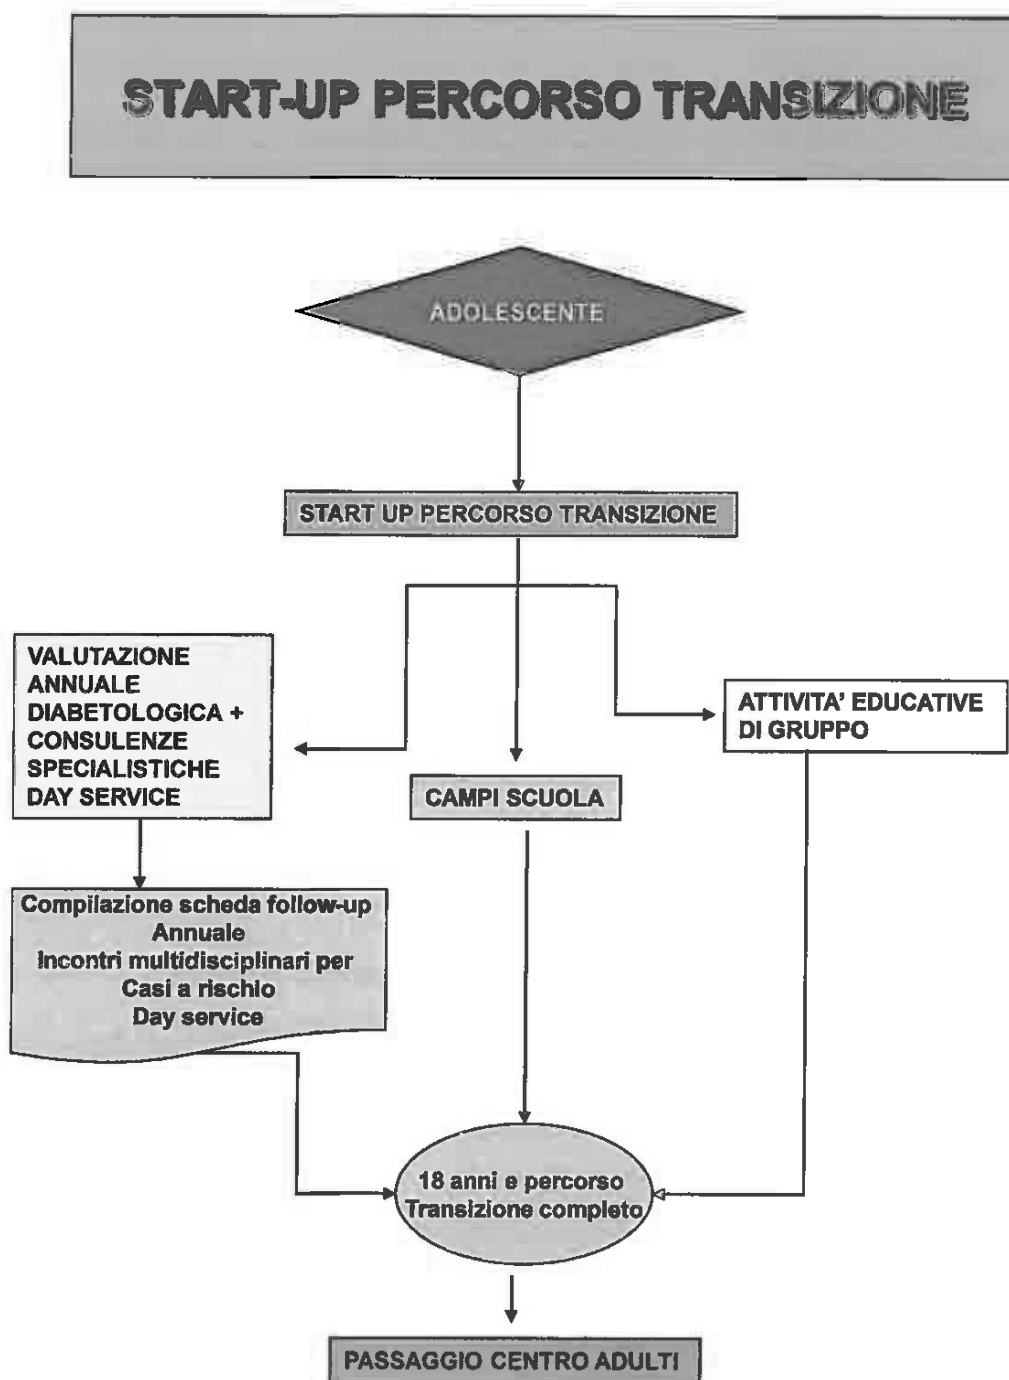 START-UP PERCORSO TRANSIZIONE
ADOLESCENTE
START UP PERCORSO TRANSIZIONE
VALUTAZIONE
ANNUALE
DIABETOLOGICA +
CONSULENZE
SPECIALISTICHE
DAY SERVICE
ATTIVITA' EDUCATIVE
DI GRUPPO
CAMPI SCUOLA
Compilazione scheda follow-up
Annuale
Incontri multidisciplinari per
Casi a rischio
Day service
18 anni e percorso
Transizione completo
PASSAGGIO CENTRO ADULTI